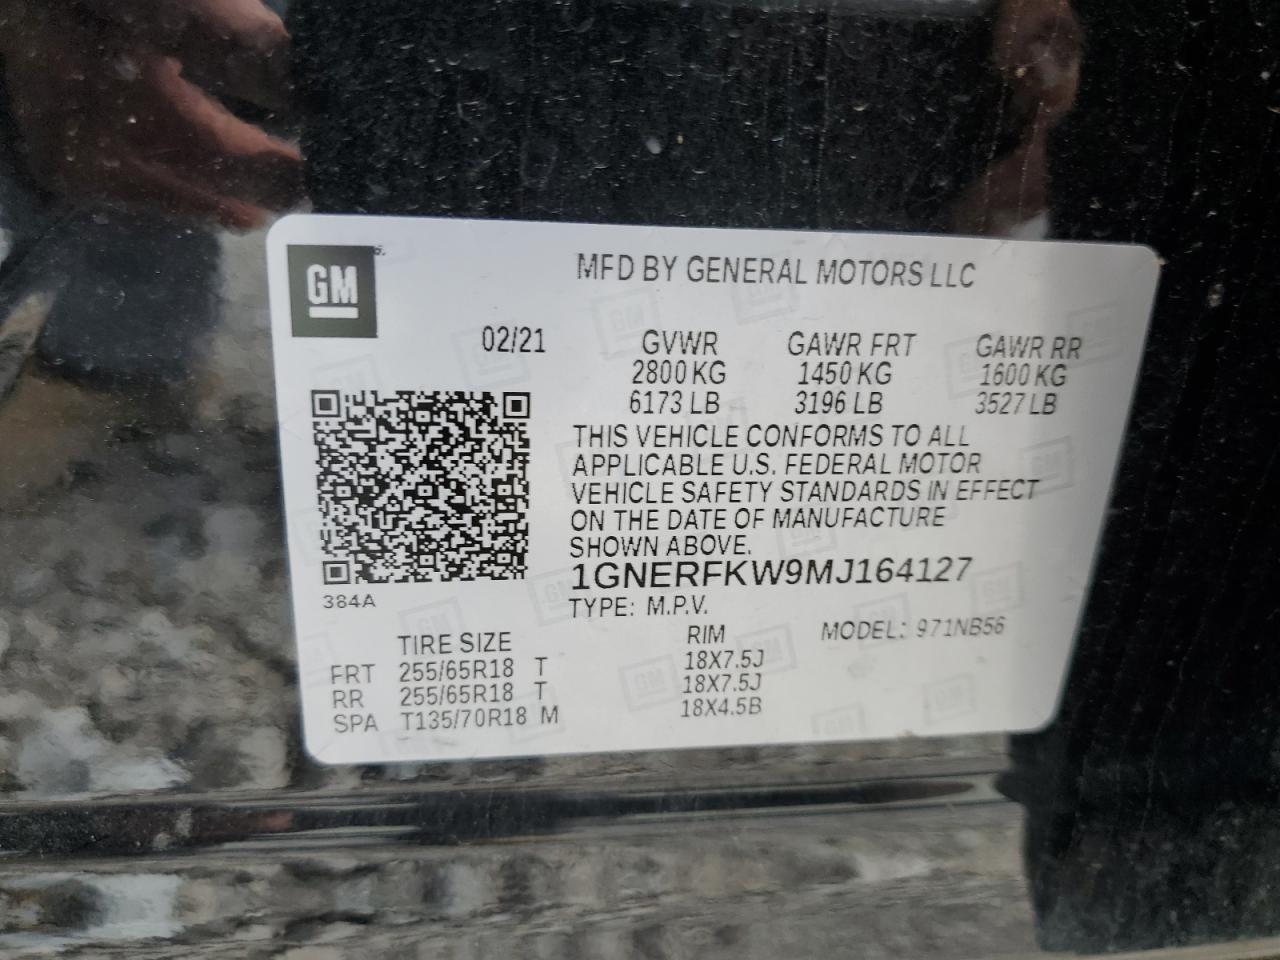 GM
MFD BY GENERAL MOTORS LLC
02/21 GVWR GAWR FRT GAWR RR
2800 KG 1450 KG 1600 KG
6173 LB 3196 LB 3527 LB
THIS VEHICLE CONFORMS TO ALL
APPLICABLE U.S. FEDERAL MOTOR
VEHICLE SAFETY STANDARDS IN EFFECT
ON THE DATE OF MANUFACTURE
SHOWN ABOVE.
1GNERFKW9MJ164127
384A
TYPE: M.P.V.
MODEL: 971NB56
TIRE SIZE RIM
FRT 255/65R18 T 18X7.5J
RR 255/65R18 T 18X7.5J
SPA T135/70R18 M 18X4.5B